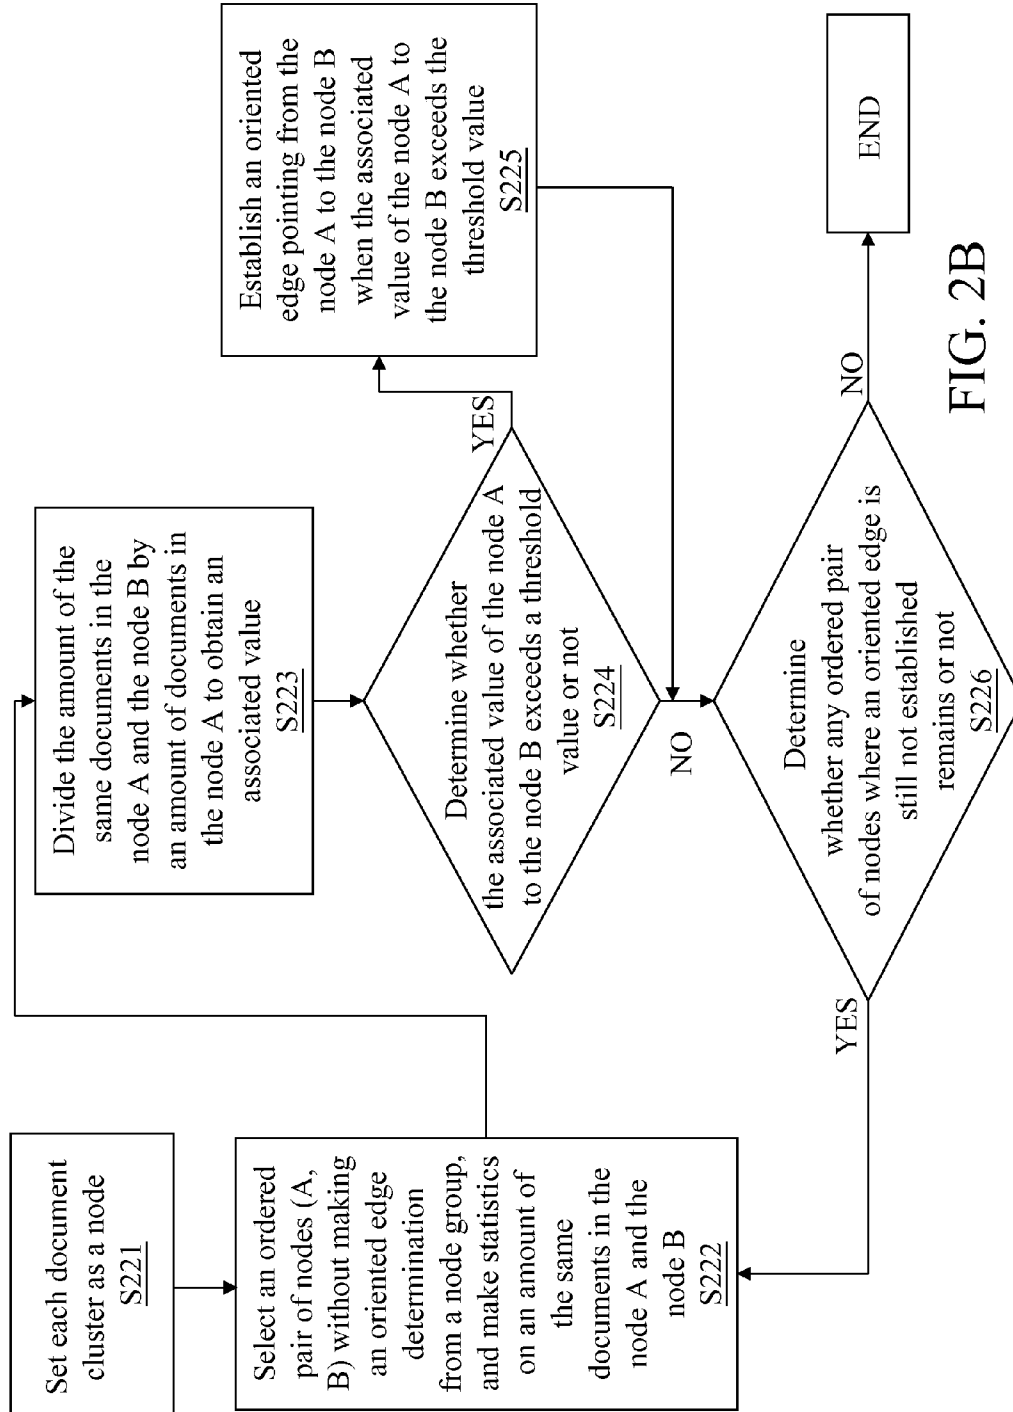 Set each document
cluster as a node
S221
Select an ordered
pair of nodes (A,
B) without making
an oriented edge
determination
from a node group,
and make statistics
on an amount of
the same
documents in the
node A and the
node B
S222
Divide the amount of the
same documents in the
node A and the node B by
an amount of documents in
the node A to obtain an
associated value
S223
Determine whether
the associated value of the node A
to the node B exceeds a threshold
value or not
S224
YES
NO
Establish an oriented
edge pointing from the
node A to the node B
when the associated
value of the node A to
the node B exceeds the
threshold value
S225
Determine
whether any ordered pair
of nodes where an oriented edge is
still not established
remains or not
S226
YES
NO
END
FIG. 2B